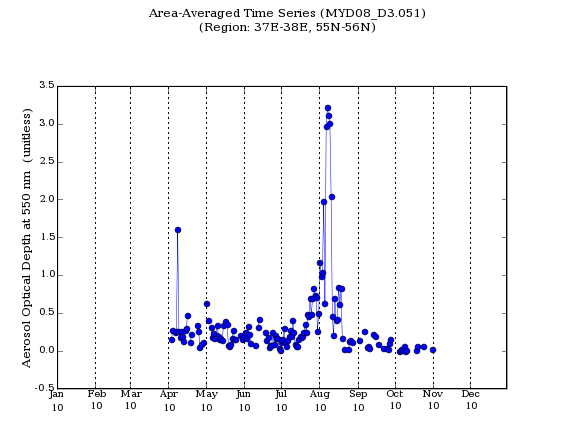 Area-Averaged Time Series (MYD08_D3.051)
(Region: 37E-38E, 55N-56N)
Aerosol Optical Depth at 550 nm (unitless)
3.5
3.0
2.5
2.0
1.5
1.0
0.5
0.0
-0.5
Jan Feb Mar Apr May Jun Jul Aug Sep Oct Nov Dec
10 10 10 10 10 10 10 10 10 10 10 10